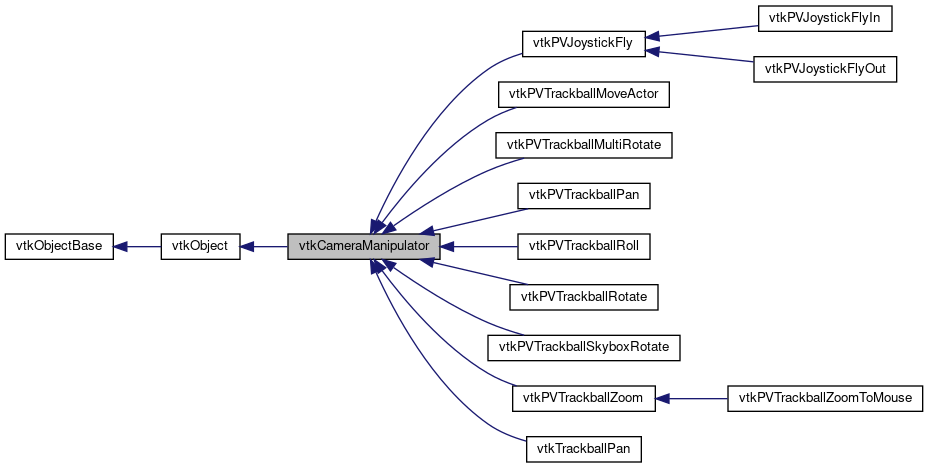 vtkPVJoystickFlyIn
vtkPVJoystickFly
vtkPVJoystickFlyOut
vtkPVTrackballMoveActor
vtkPVTrackballMultiRotate
vtkPVTrackballPan
vtkObjectBase
vtkObject
vtkCameraManipulator
vtkPVTrackballRoll
vtkPVTrackballRotate
vtkPVTrackballSkyboxRotate
vtkPVTrackballZoom
vtkPVTrackballZoomToMouse
vtkTrackballPan